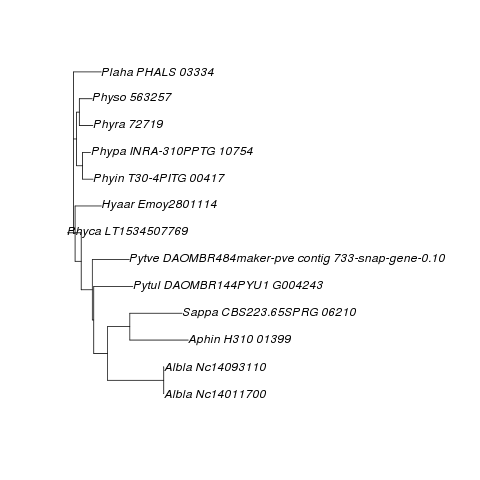 Plaha PHALS 03334
Physo 563257
Phyra 72719
Phypa INRA-310PPTG 10754
Phyin T30-4PITG 00417
Hyaar Emoy2801114
Phyca LT1534507769
Pytve DAOMBR484maker-pve contig 733-snap-gene-0.10
Pytul DAOMBR144PYU1 G004243
Sappa CBS223.65SPRG 06210
Aphin H310 01399
Albla Nc14093110
Albla Nc14011700